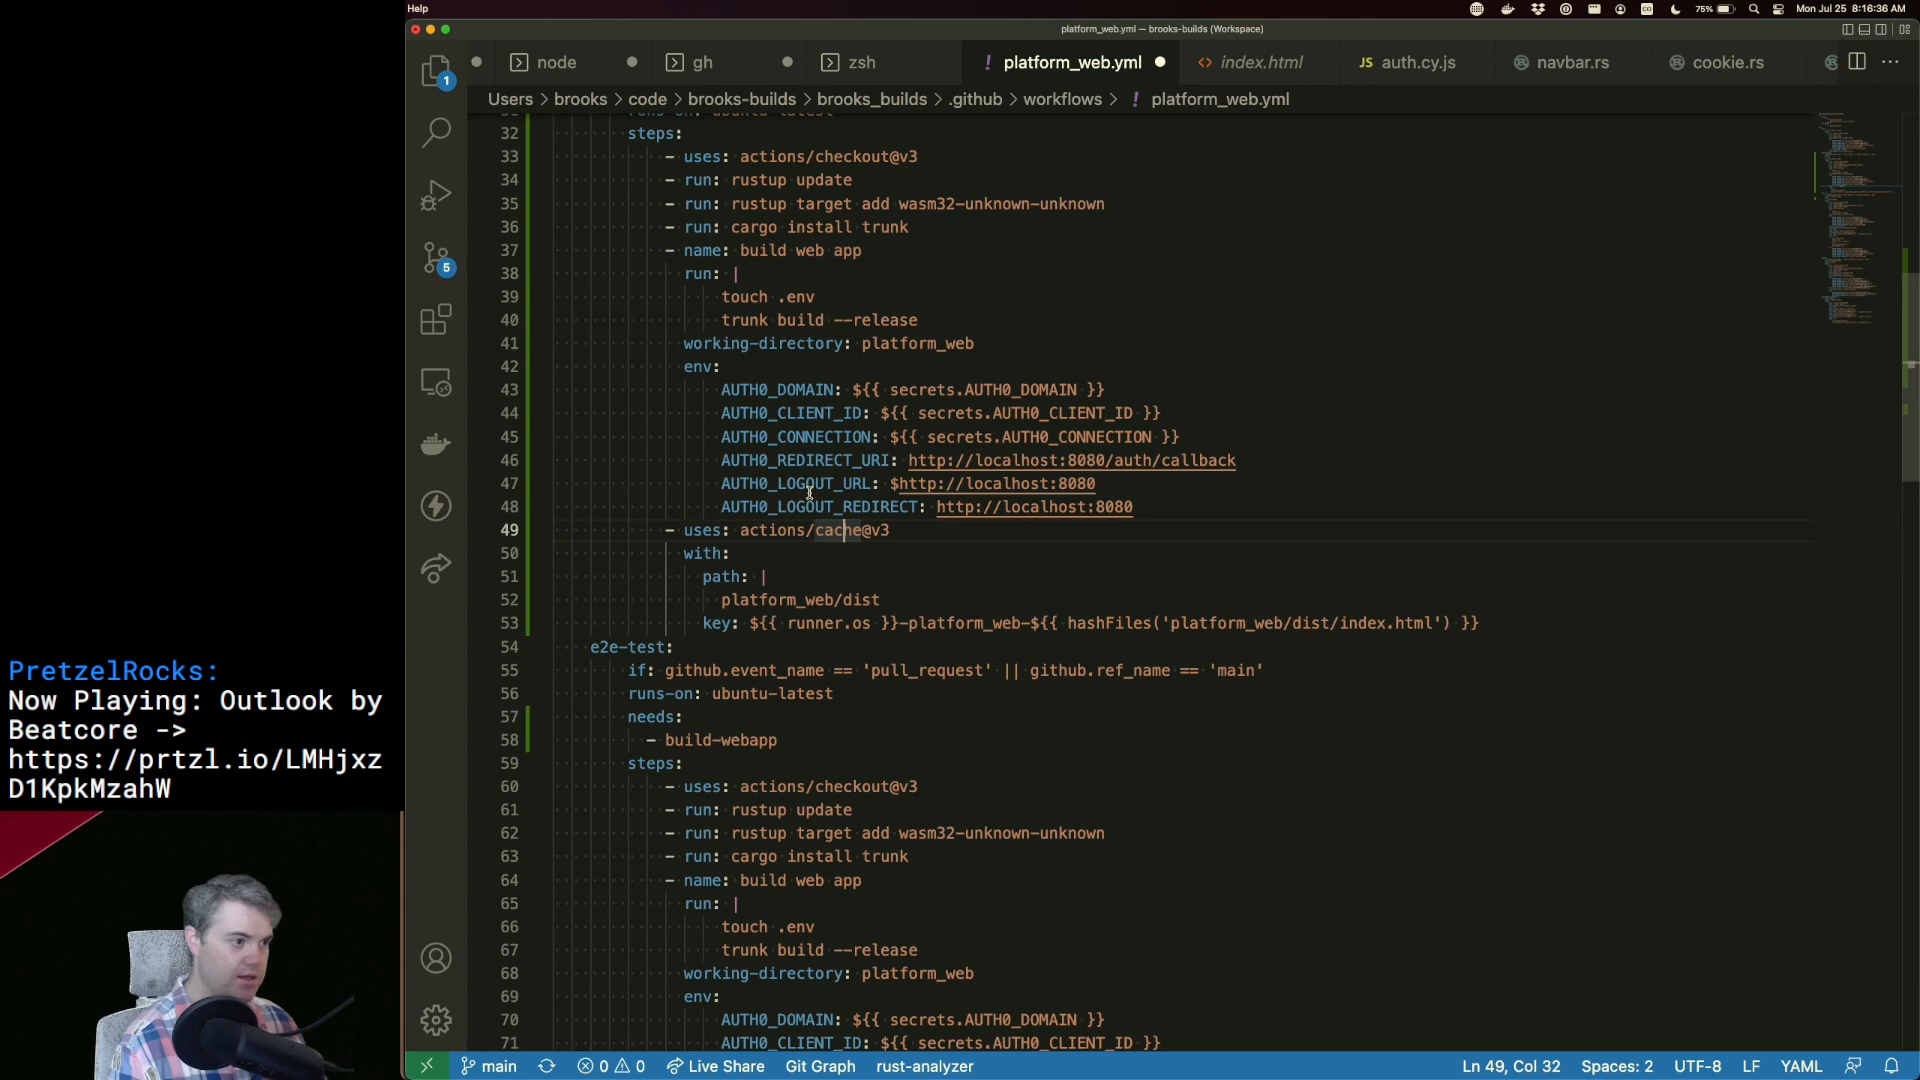 Help
75%
Mon Jul 25 8:16:36 AM
platform_web.yml — brooks-builds (Workspace)
node
gh
zsh
! platform_web.yml
<> index.html
JS auth.cy.js
navbar.rs
cookie.rs
Users > brooks > code > brooks-builds > brooks_builds > .github > workflows > ! platform_web.yml
1
5
31 runs-on: ubuntu-latest
32 steps:
33 - uses: actions/checkout@v3
34 - run: rustup update
35 - run: rustup target add wasm32-unknown-unknown
36 - run: cargo install trunk
37 - name: build web app
38 run: |
39 touch .env
40 trunk build --release
41 working-directory: platform_web
42 env:
43 AUTH0_DOMAIN: ${{ secrets.AUTH0_DOMAIN }}
44 AUTH0_CLIENT_ID: ${{ secrets.AUTH0_CLIENT_ID }}
45 AUTH0_CONNECTION: ${{ secrets.AUTH0_CONNECTION }}
46 AUTH0_REDIRECT_URI: http://localhost:8080/auth/callback
47 AUTH0_LOGOUT_URL: $http://localhost:8080
48 AUTH0_LOGOUT_REDIRECT: http://localhost:8080
49 - uses: actions/cache@v3
50 with:
51 path: |
52 platform_web/dist
53 key: ${{ runner.os }}-platform_web-${{ hashFiles('platform_web/dist/index.html') }}
54 e2e-test:
55 if: github.event_name == 'pull_request' || github.ref_name == 'main'
56 runs-on: ubuntu-latest
57 needs:
58 - build-webapp
59 steps:
60 - uses: actions/checkout@v3
61 - run: rustup update
62 - run: rustup target add wasm32-unknown-unknown
63 - run: cargo install trunk
64 - name: build web app
65 run: |
66 touch .env
67 trunk build --release
68 working-directory: platform_web
69 env:
70 AUTH0_DOMAIN: ${{ secrets.AUTH0_DOMAIN }}
71 AUTH0_CLIENT_ID: ${{ secrets.AUTH0_CLIENT_ID }}
PretzelRocks:
Now Playing: Outlook by
Beatcore ->
https://prtzl.io/LMHjxz
D1KpkMzahW
main
0 0
Live Share
Git Graph
rust-analyzer
Ln 49, Col 32
Spaces: 2
UTF-8
LF
YAML